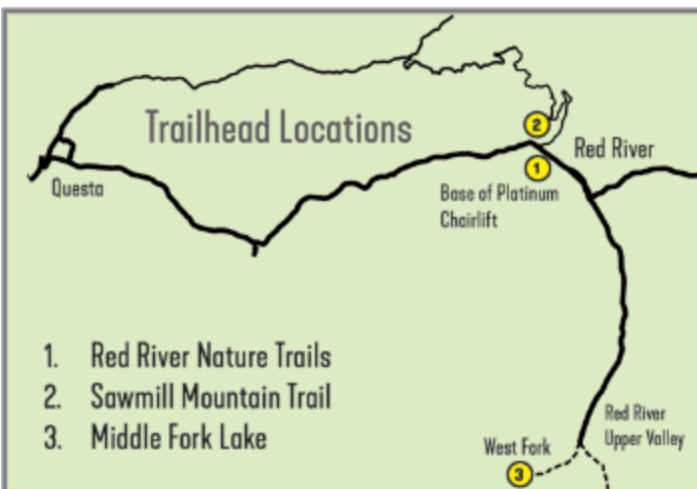 Trailhead Locations
2
Red River
1
Questa
Base of Platinum
Chairlift
1. Red River Nature Trails
2. Sawmill Mountain Trail
3. Middle Fork Lake
Red River
Upper Valley
West Fork
3